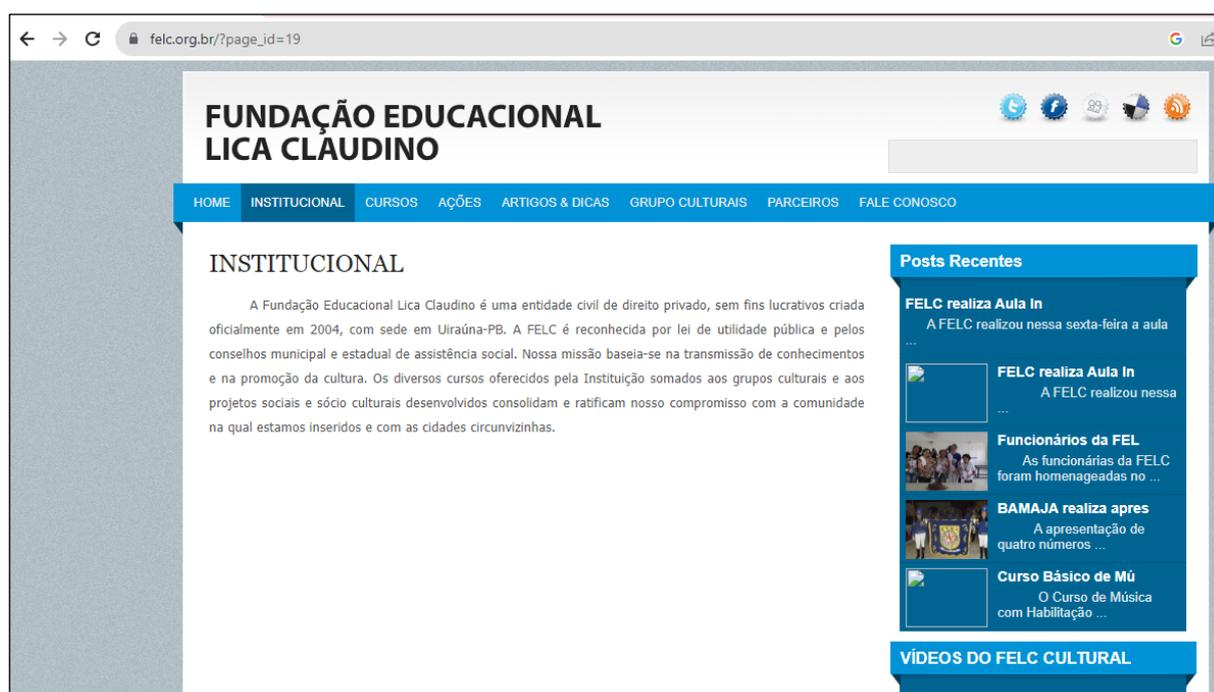 felc.org.br/?page_id=19
FUNDAÇÃO EDUCACIONAL
LICA CLAUDINO
HOME INSTITUCIONAL CURSOS AÇÕES ARTIGOS & DICAS GRUPO CULTURAIS PARCEIROS FALE CONOSCO
INSTITUCIONAL
A Fundação Educacional Lica Claudino é uma entidade civil de direito privado, sem fins lucrativos criada
oficialmente em 2004, com sede em Uiraúna-PB. A FELC é reconhecida por lei de utilidade pública e pelos
conselhos municipal e estadual de assistência social. Nossa missão baseia-se na transmissão de conhecimentos
e na promoção da cultura. Os diversos cursos oferecidos pela Instituição somados aos grupos culturais e aos
projetos sociais e sócio culturais desenvolvidos consolidam e ratificam nosso compromisso com a comunidade
na qual estamos inseridos e com as cidades circunvizinhas.
Posts Recentes
FELC realiza Aula In
A FELC realizou nessa sexta-feira a aula
...
FELC realiza Aula In
A FELC realizou nessa
...
Funcionários da FEL
As funcionárias da FELC
foram homenageadas no ...
BAMAJA realiza apres
A apresentação de
quatro números ...
Curso Básico de Mú
O Curso de Música
com Habilitação ...
VÍDEOS DO FELC CULTURAL